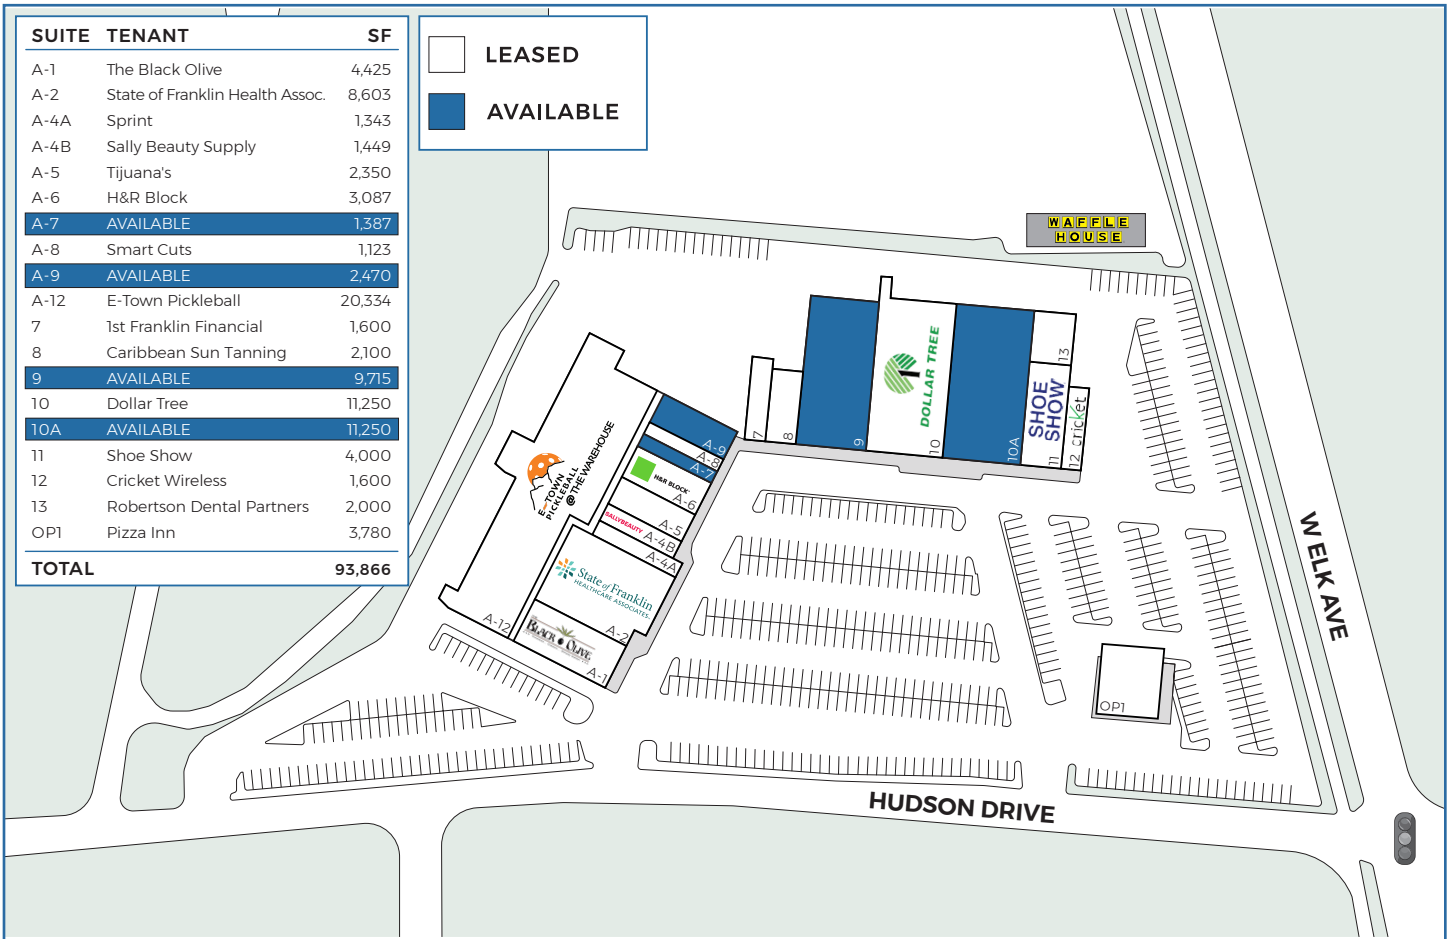 SUITE TENANT SF
A-1 The Black Olive 4,425
A-2 State of Franklin Health Assoc. 8,603
A-4A Sprint 1,343
A-4B Sally Beauty Supply 1,449
A-5 Tijuana's 2,350
A-6 H&R Block 3,087
A-7 AVAILABLE 1,387
A-8 Smart Cuts 1,123
A-9 AVAILABLE 2,470
A-12 E-Town Pickleball 20,334
7 1st Franklin Financial 1,600
8 Caribbean Sun Tanning 2,100
9 AVAILABLE 9,715
10 Dollar Tree 11,250
10A AVAILABLE 11,250
11 Shoe Show 4,000
12 Cricket Wireless 1,600
13 Robertson Dental Partners 2,000
OP1 Pizza Inn 3,780
TOTAL 93,866
LEASED
AVAILABLE
WAFFLE
HOUSE
7
8
9
DOLLAR TREE
10
10A
13
SHOE
SHOW
11
12 cricket
A-9
A-8
A-7
H&R BLOCK
A-6
A-5
SALLY BEAUTY
A-4B
A-4A
E-TOWN
PICKLEBALL
@ THE WAREHOUSE
A-12
State of Franklin
HEALTHCARE ASSOCIATES
A-2
BLACK OLIVE
A-1
OP1
W ELK AVE
HUDSON DRIVE